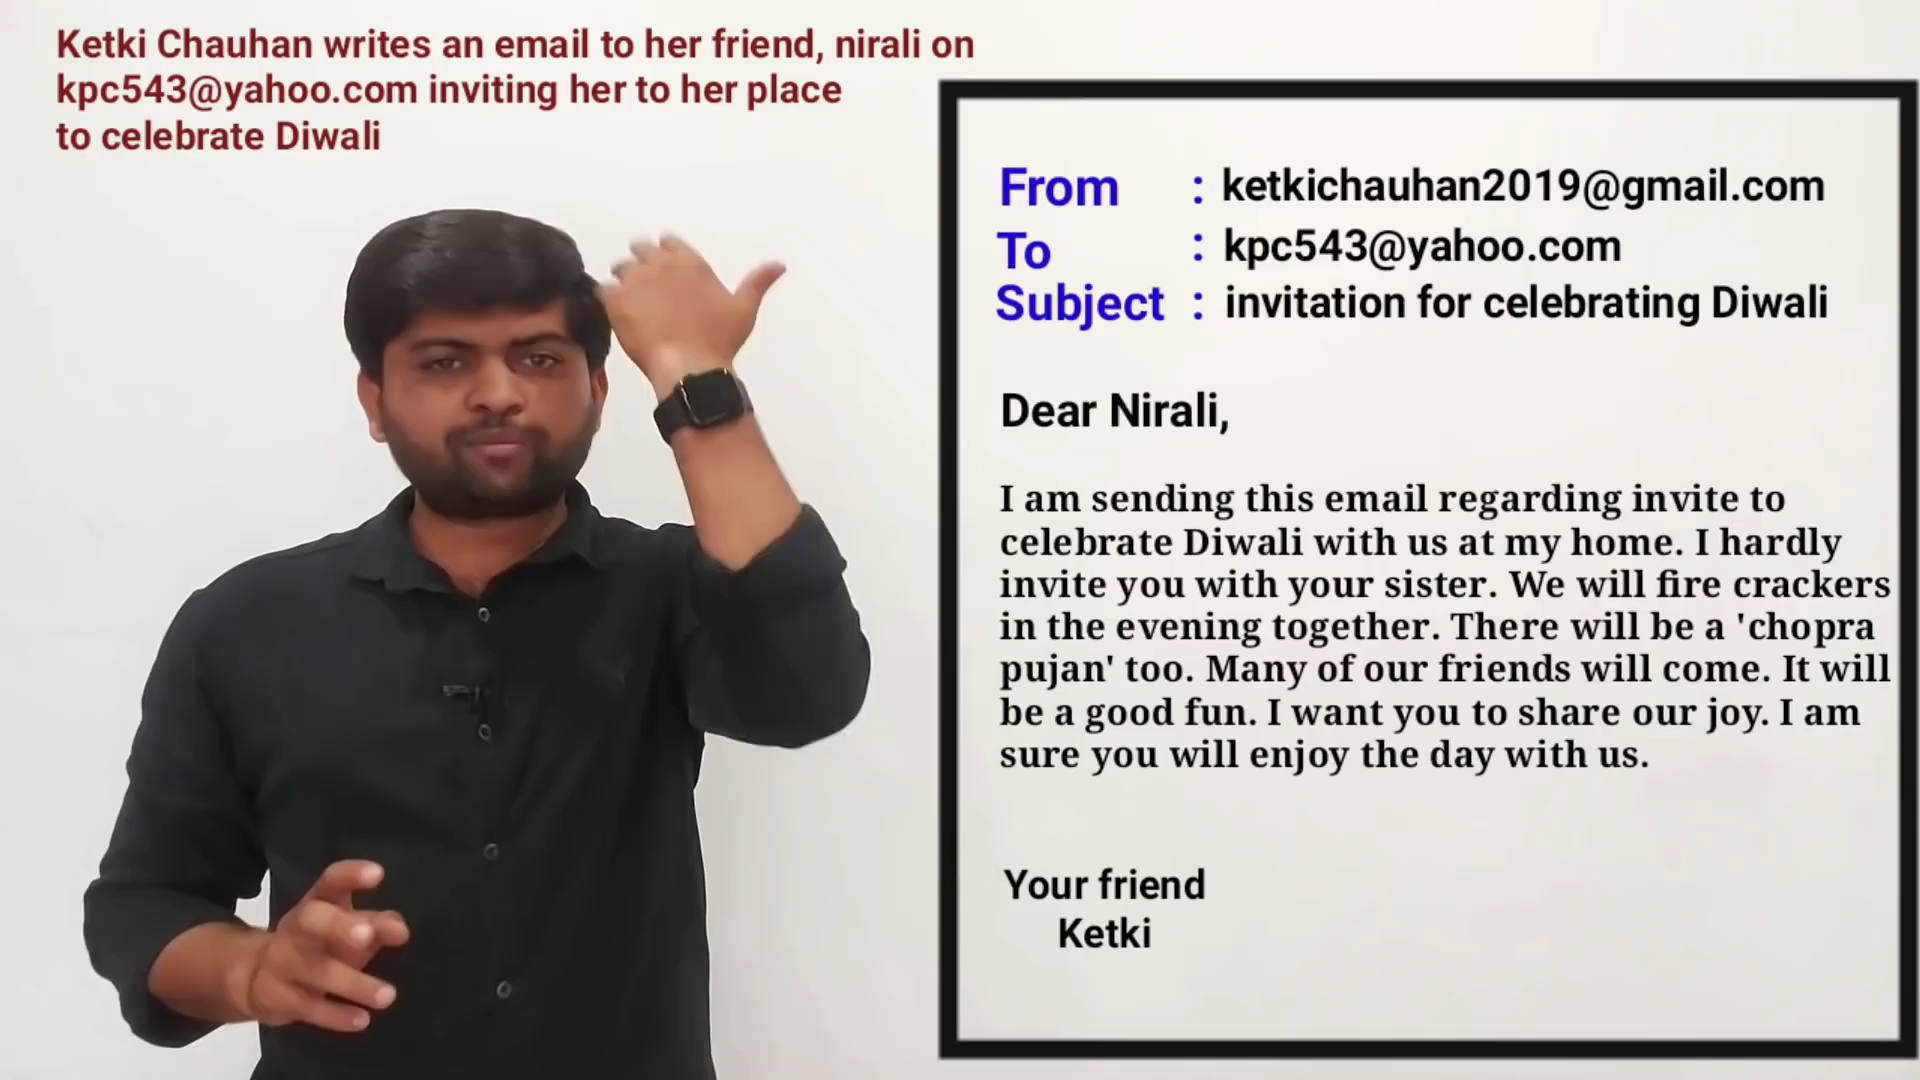 Ketki Chauhan writes an email to her friend, nirali on
kpc543@yahoo.com inviting her to her place
to celebrate Diwali
From : ketkichauhan2019@gmail.com
To : kpc543@yahoo.com
Subject : invitation for celebrating Diwali
Dear Nirali,
I am sending this email regarding invite to
celebrate Diwali with us at my home. I hardly
invite you with your sister. We will fire crackers
in the evening together. There will be a 'chopra
pujan' too. Many of our friends will come. It will
be a good fun. I want you to share our joy. I am
sure you will enjoy the day with us.
Your friend
Ketki